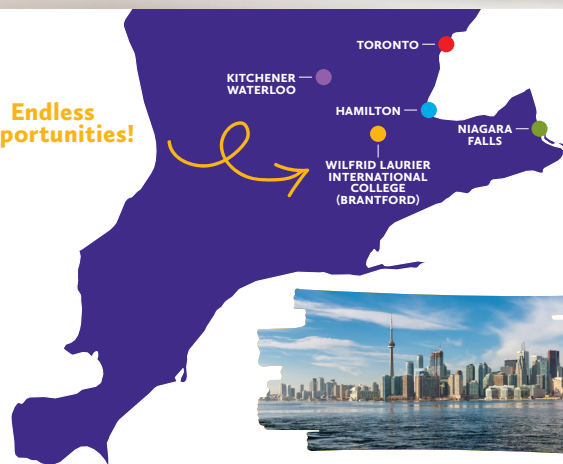 TORONTO
KITCHENER
WATERLOO
Endless
portunities!
HAMILTON
NIAGARA
FALLS
WILFRID LAURIER
INTERNATIONAL
COLLEGE
(BRANTFORD)